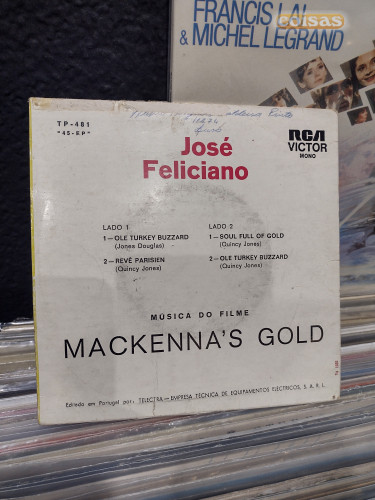 FRANCIS LAI
& MICHEL LEGRAND
coisas
TP-481
"45-EP"
José
Feliciano
RCA
VICTOR
MONO
LADO 1
1—OLE TURKEY BUZZARD
(Jones Douglas)
2—REVÊ PARISIEN
(Quincy Jones)
LADO 2
1—SOUL FULL OF GOLD
(Quincy Jones)
2—OLE TURKEY BUZZARD
(Quincy Jones)
MÚSICA DO FILME
MACKENNA'S GOLD
Editado em Portugal por: TELECTRA—EMPRESA TÉCNICA DE EQUIPAMENTOS ELÉCTRICOS, S. A. R. L.